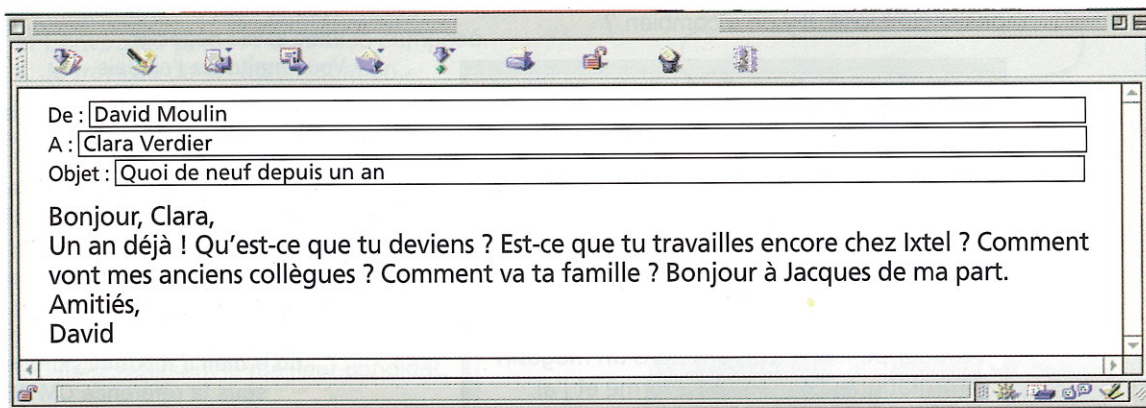 De : David Moulin
A : Clara Verdier
Objet : Quoi de neuf depuis un an
Bonjour, Clara,
Un an déjà ! Qu'est-ce que tu deviens ? Est-ce que tu travailles encore chez Ixtel ? Comment
vont mes anciens collègues ? Comment va ta famille ? Bonjour à Jacques de ma part.
Amitiés,
David